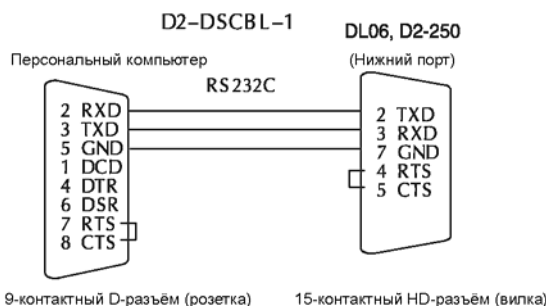 D2-DSCBL-1
DL06, D2-250
Персональный компьютер
(Нижний порт)
RS232C
2 RXD
3 TXD
5 GND
1 DCD
4 DTR
6 DSR
7 RTS
8 CTS
2 TXD
3 RXD
7 GND
4 RTS
5 CTS
9-контактный D-разъём (розетка)
15-контактный HD-разъём (вилка)